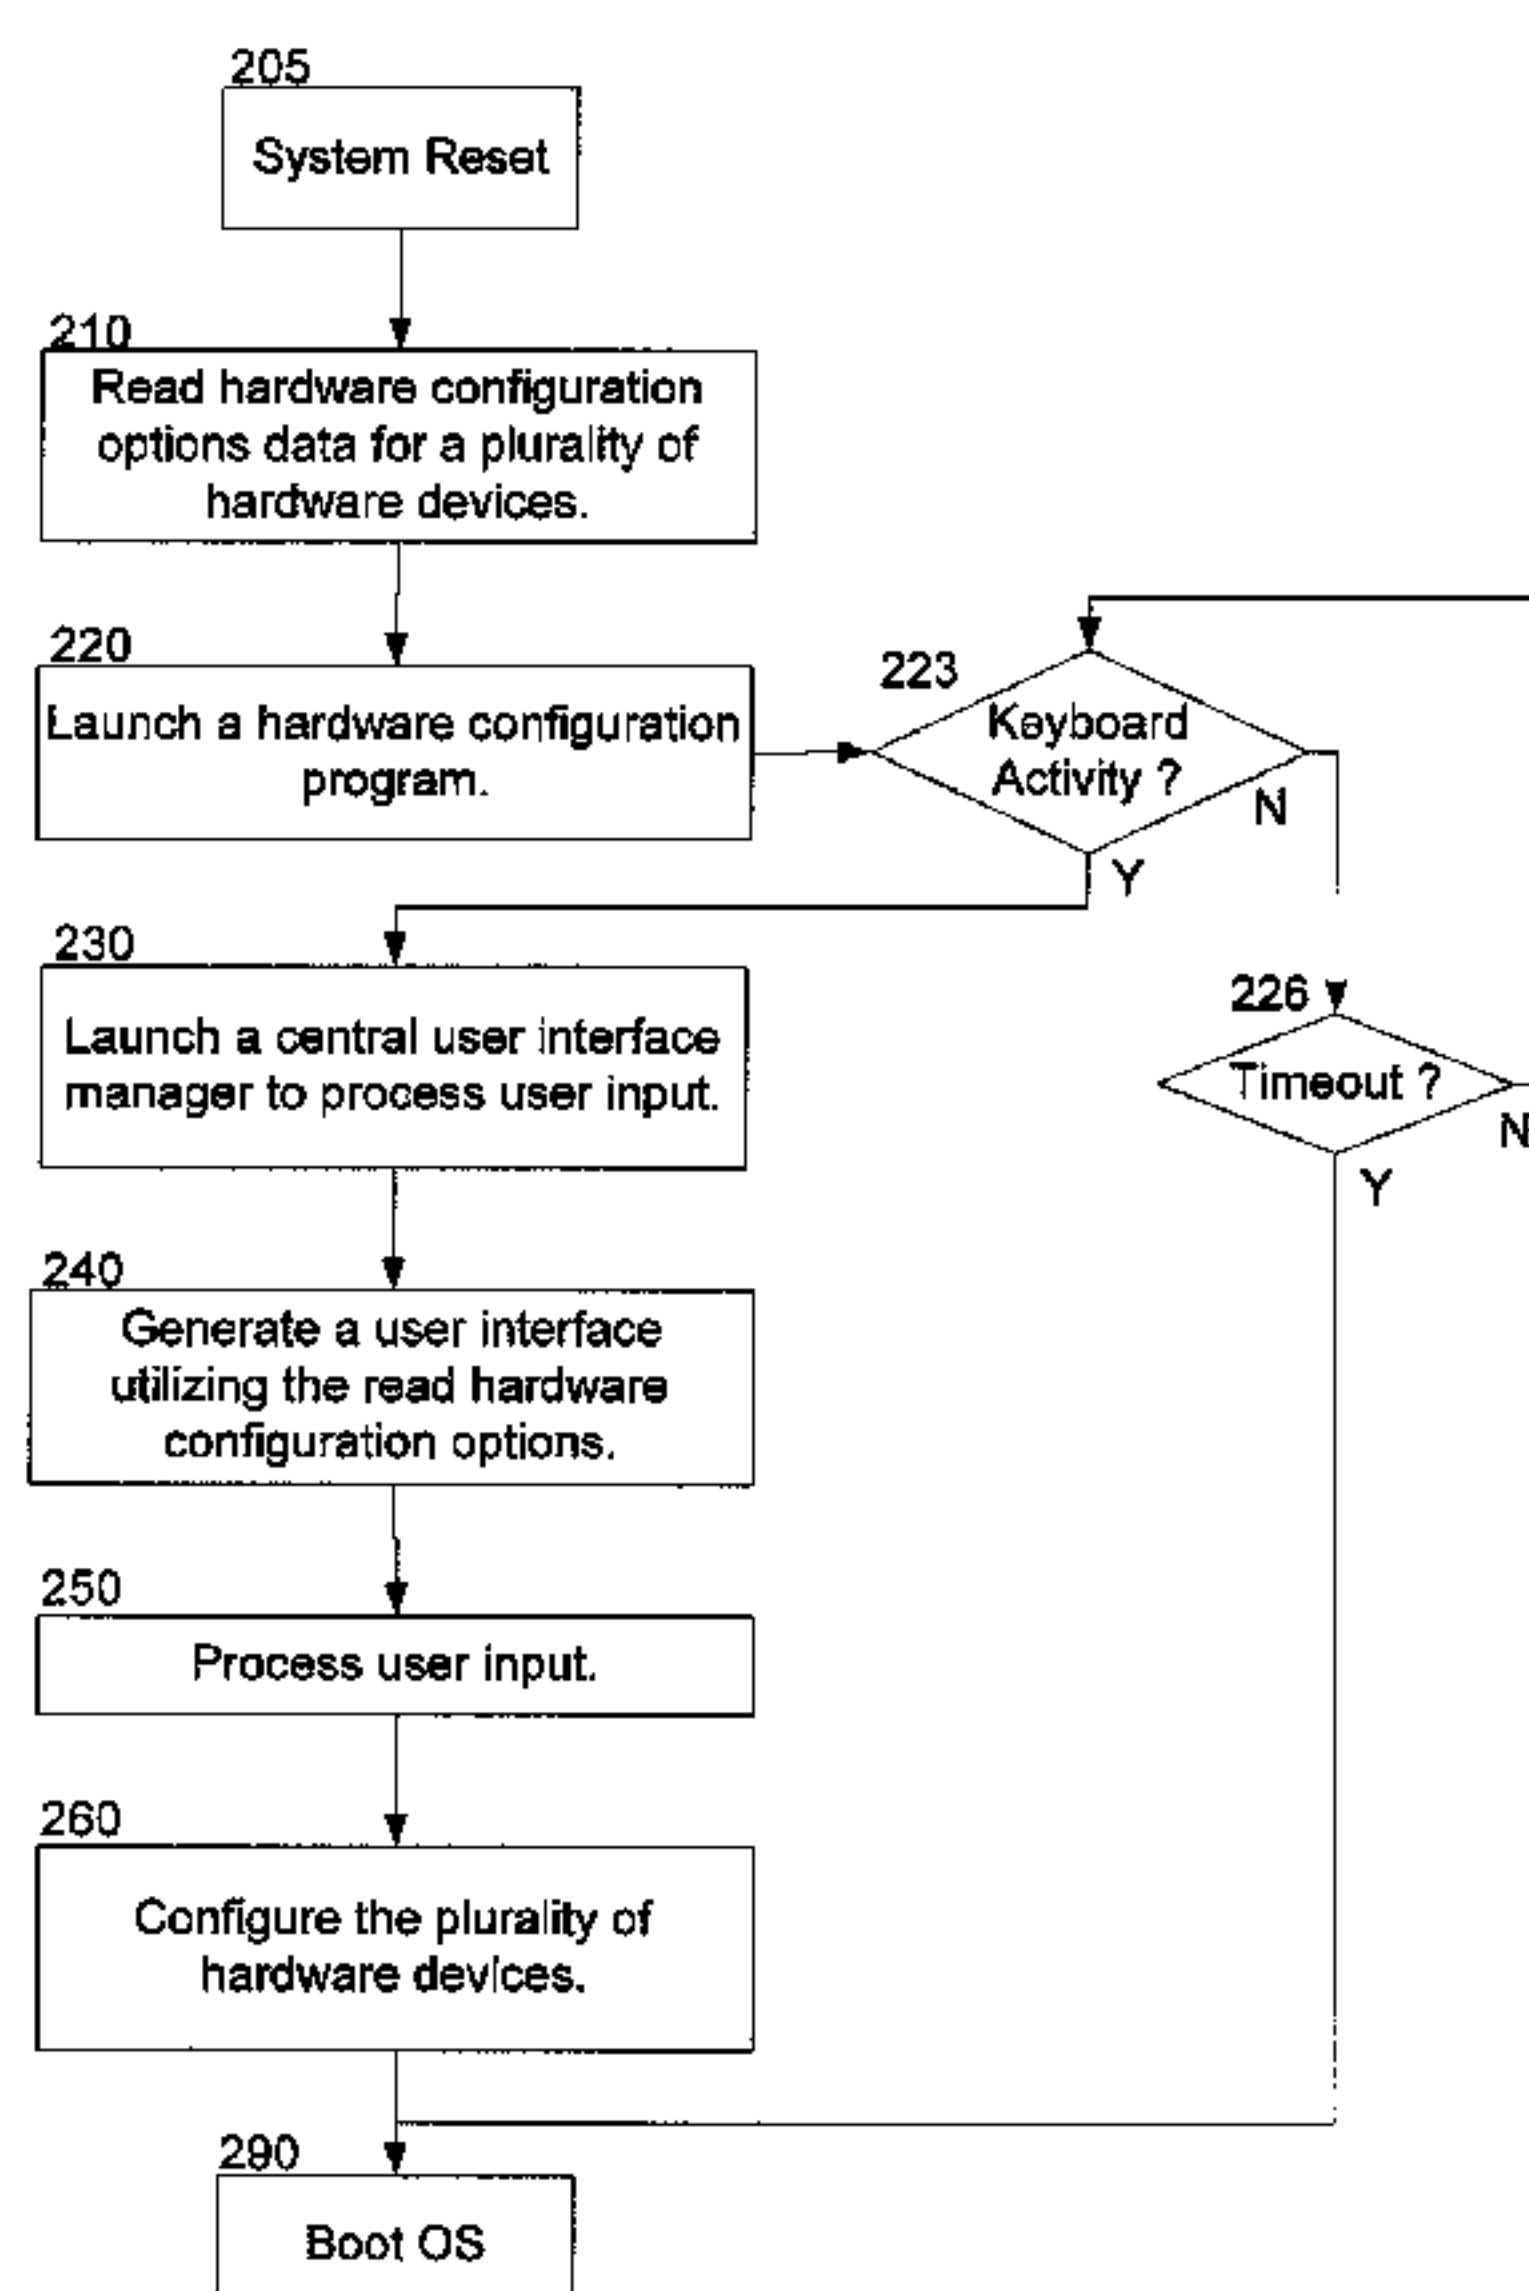 205
System Reset
210
Read hardware configuration
options data for a plurality of
hardware devices.
220
Launch a hardware configuration
program.
223
Keyboard
Activity ?
N
Y
230
Launch a central user interface
manager to process user input.
226
Timeout ?
N
Y
240
Generate a user interface
utilizing the read hardware
configuration options.
250
Process user input.
260
Configure the plurality of
hardware devices.
290
Boot OS